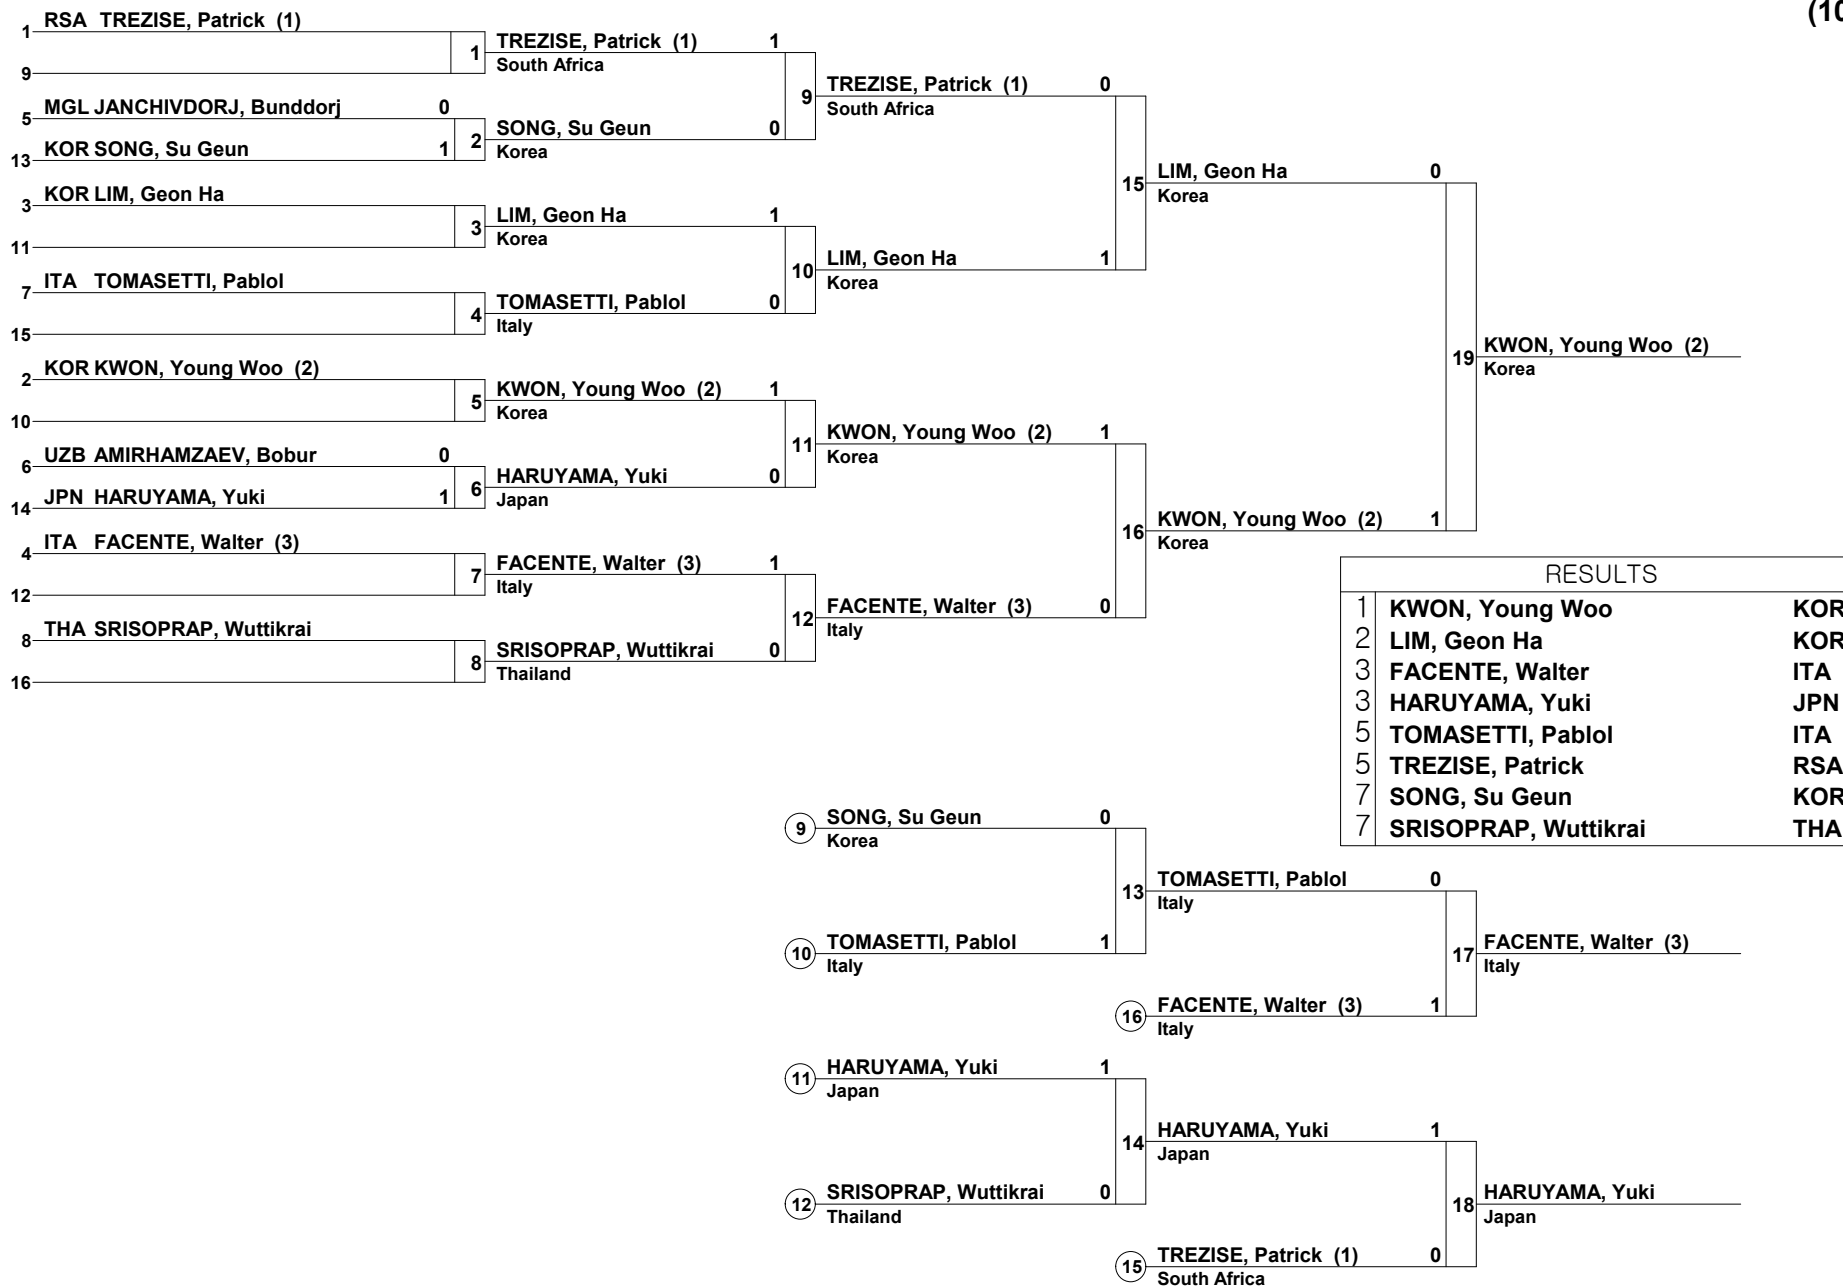 (10
1 RSA TREZISE, Patrick (1)
9
1
5 MGL JANCHIVDORJ, Bunddorj 0
13 KOR SONG, Su Geun 1
2
3 KOR LIM, Geon Ha
11
3
7 ITA TOMASETTI, Pablol
15
4
2 KOR KWON, Young Woo (2)
10
5
6 UZB AMIRHAMZAEV, Bobur 0
14 JPN HARUYAMA, Yuki 1
6
4 ITA FACENTE, Walter (3)
12
7
8 THA SRISOPRAP, Wuttikrai
16
8
TREZISE, Patrick (1) 1
South Africa
9
SONG, Su Geun 0
Korea
LIM, Geon Ha 1
Korea
10
TOMASETTI, Pablol 0
Italy
KWON, Young Woo (2) 1
Korea
11
HARUYAMA, Yuki 0
Japan
FACENTE, Walter (3) 1
Italy
12
SRISOPRAP, Wuttikrai 0
Thailand
TREZISE, Patrick (1) 0
South Africa
15
LIM, Geon Ha 1
Korea
KWON, Young Woo (2) 1
Korea
16
FACENTE, Walter (3) 0
Italy
LIM, Geon Ha 0
Korea
19
KWON, Young Woo (2) 1
Korea
KWON, Young Woo (2)
Korea
RESULTS
1 KWON, Young Woo KOR
2 LIM, Geon Ha KOR
3 FACENTE, Walter ITA
3 HARUYAMA, Yuki JPN
5 TOMASETTI, Pablol ITA
5 TREZISE, Patrick RSA
7 SONG, Su Geun KOR
7 SRISOPRAP, Wuttikrai THA
9 SONG, Su Geun 0
Korea
13
10 TOMASETTI, Pablol 1
Italy
TOMASETTI, Pablol 0
Italy
17
16 FACENTE, Walter (3) 1
Italy
FACENTE, Walter (3)
Italy
11 HARUYAMA, Yuki 1
Japan
14
12 SRISOPRAP, Wuttikrai 0
Thailand
HARUYAMA, Yuki 1
Japan
18
15 TREZISE, Patrick (1) 0
South Africa
HARUYAMA, Yuki
Japan